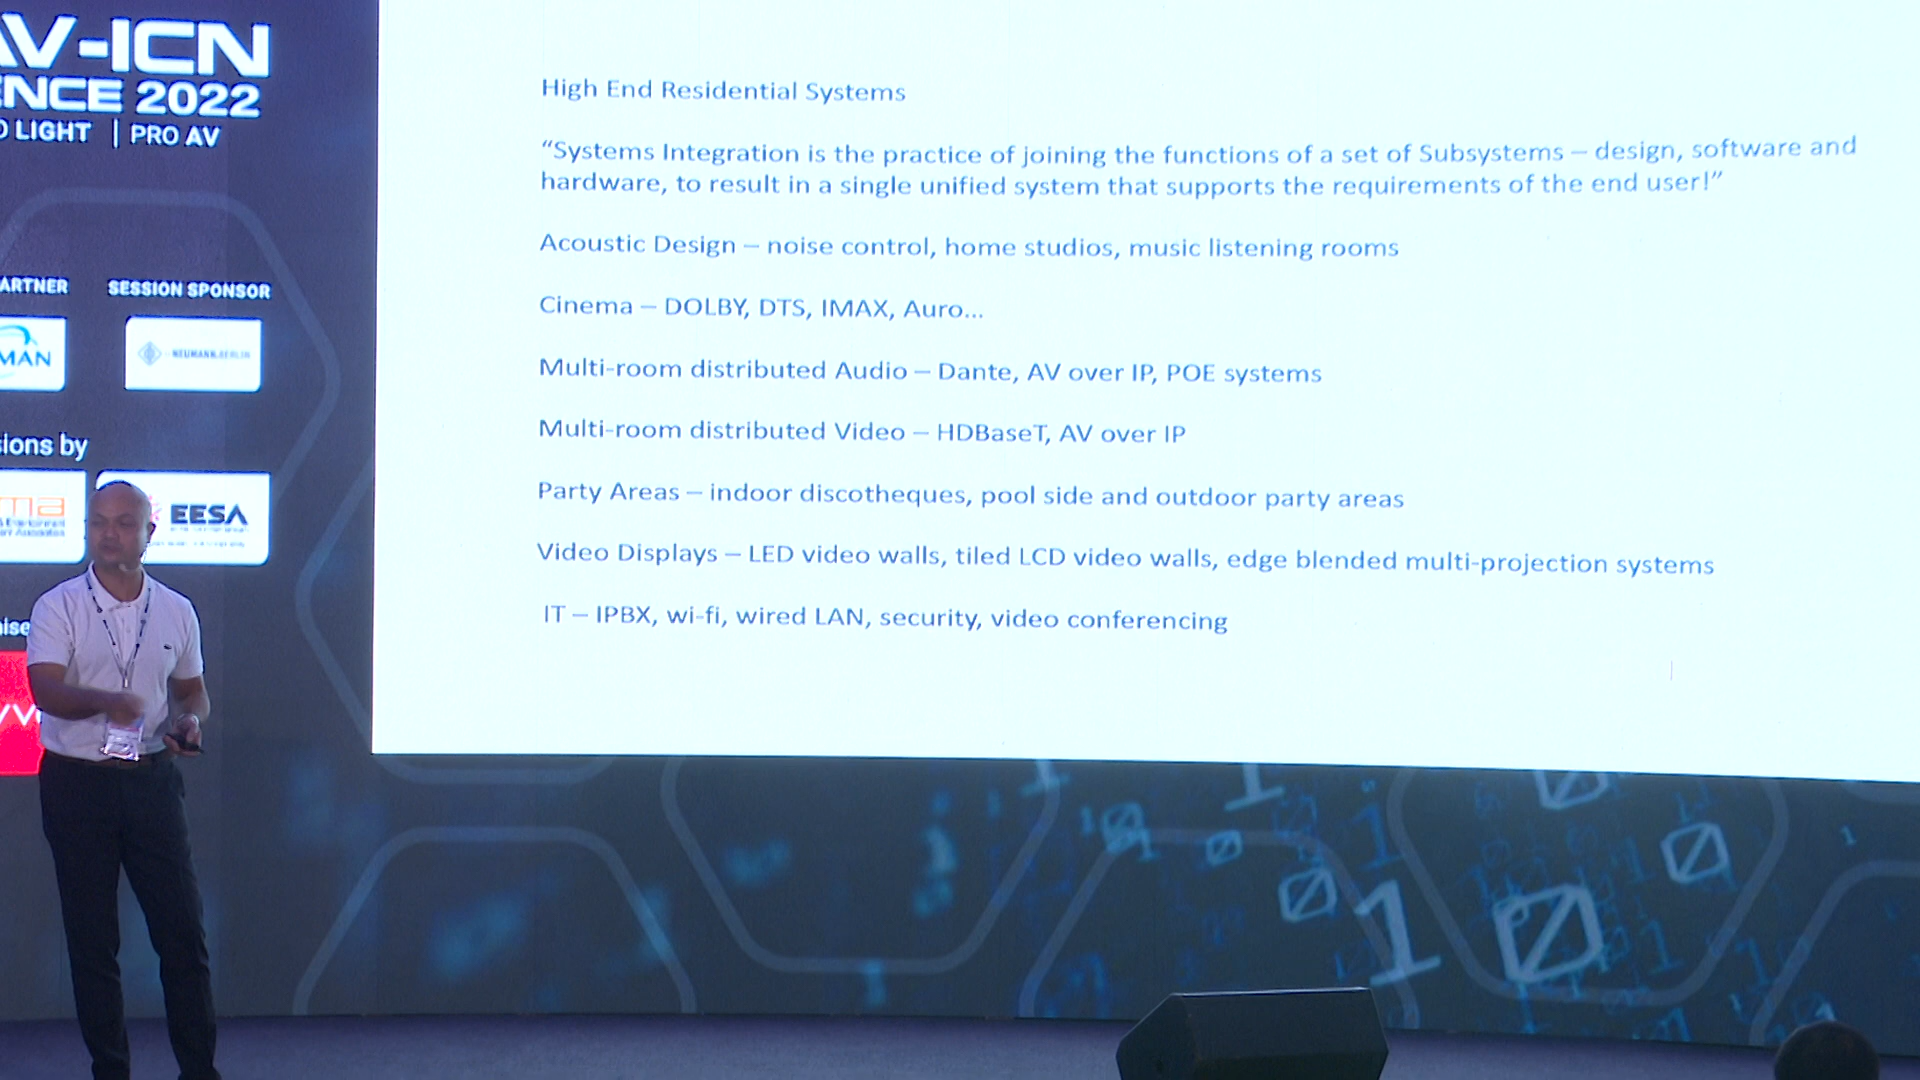 AV-ICN
ENCE 2022
LIGHT | PRO AV
ARTNER
SESSION SPONSOR
MAN
NEUMANN.BERLIN
ions by
ma
EESA
High End Residential Systems
“Systems Integration is the practice of joining the functions of a set of Subsystems – design, software and
hardware, to result in a single unified system that supports the requirements of the end user!”
Acoustic Design – noise control, home studios, music listening rooms
Cinema – DOLBY, DTS, IMAX, Auro...
Multi-room distributed Audio – Dante, AV over IP, POE systems
Multi-room distributed Video – HDBaseT, AV over IP
Party Areas – indoor discotheques, pool side and outdoor party areas
Video Displays – LED video walls, tiled LCD video walls, edge blended multi-projection systems
IT – IPBX, wi-fi, wired LAN, security, video conferencing